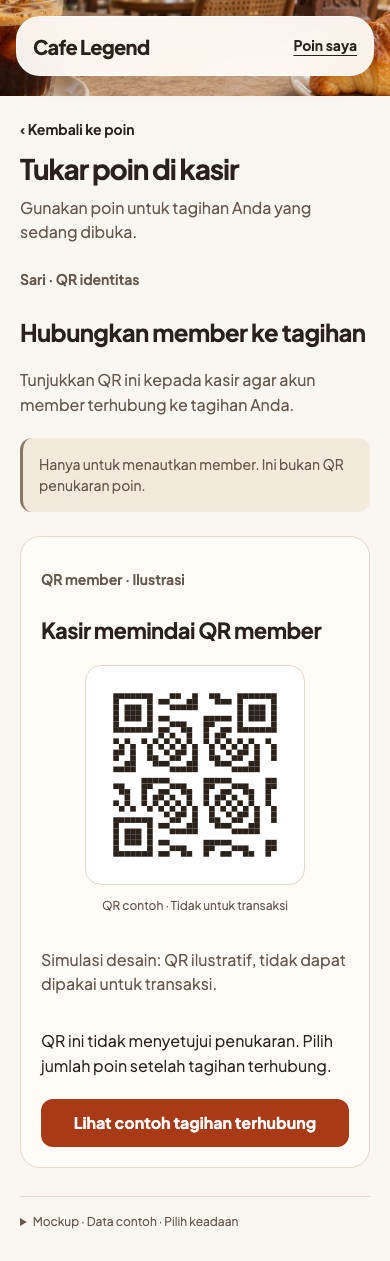 Cafe Legend
Poin saya
‹ Kembali ke poin
Tukar poin di kasir
Gunakan poin untuk tagihan Anda yang
sedang dibuka.
Sari · QR identitas
Hubungkan member ke tagihan
Tunjukkan QR ini kepada kasir agar akun
member terhubung ke tagihan Anda.
Hanya untuk menautkan member. Ini bukan QR
penukaran poin.
QR member · Ilustrasi
Kasir memindai QR member
QR contoh · Tidak untuk transaksi
Simulasi desain: QR ilustratif, tidak dapat
dipakai untuk transaksi.
QR ini tidak menyetujui penukaran. Pilih
jumlah poin setelah tagihan terhubung.
Lihat contoh tagihan terhubung
▶ Mockup · Data contoh · Pilih keadaan